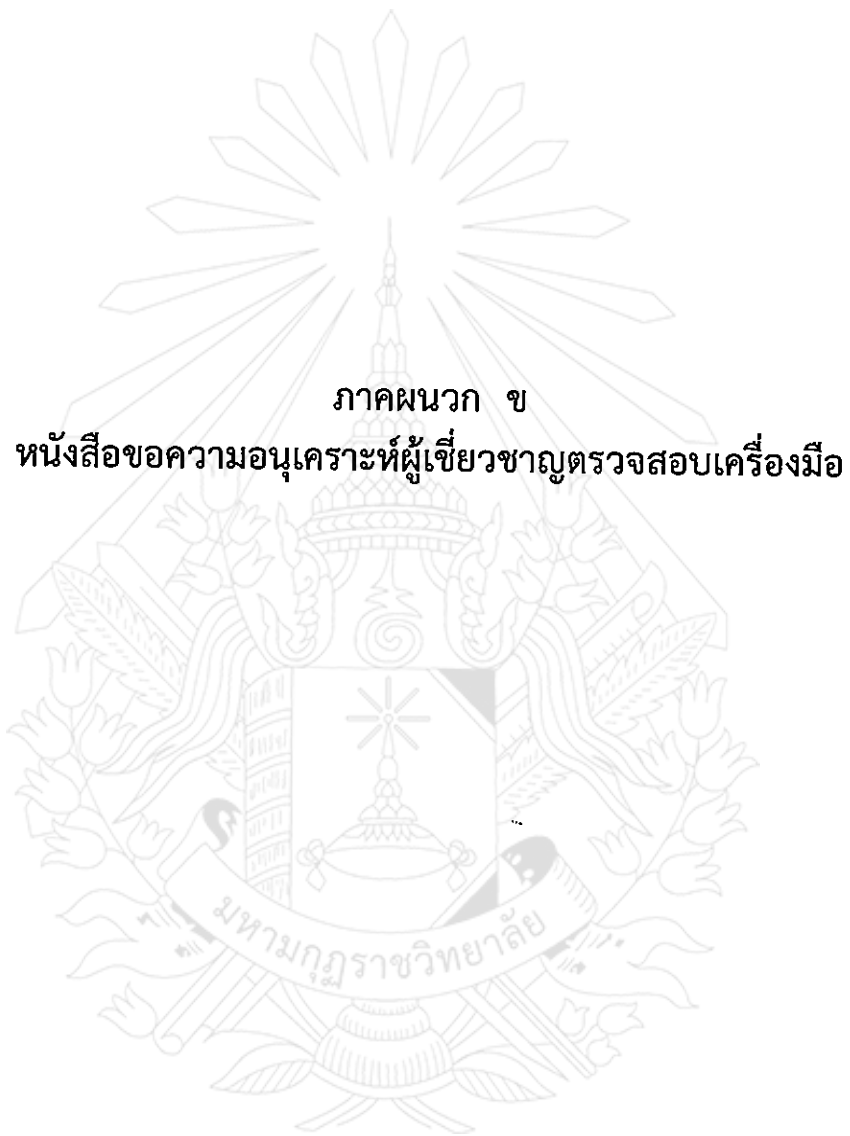 ภาคผนวก ข
หนังสือขอความอนุเคราะห์ผู้เชี่ยวชาญตรวจสอบเครื่องมือ
มหามกุฏราชวิทยาลัย